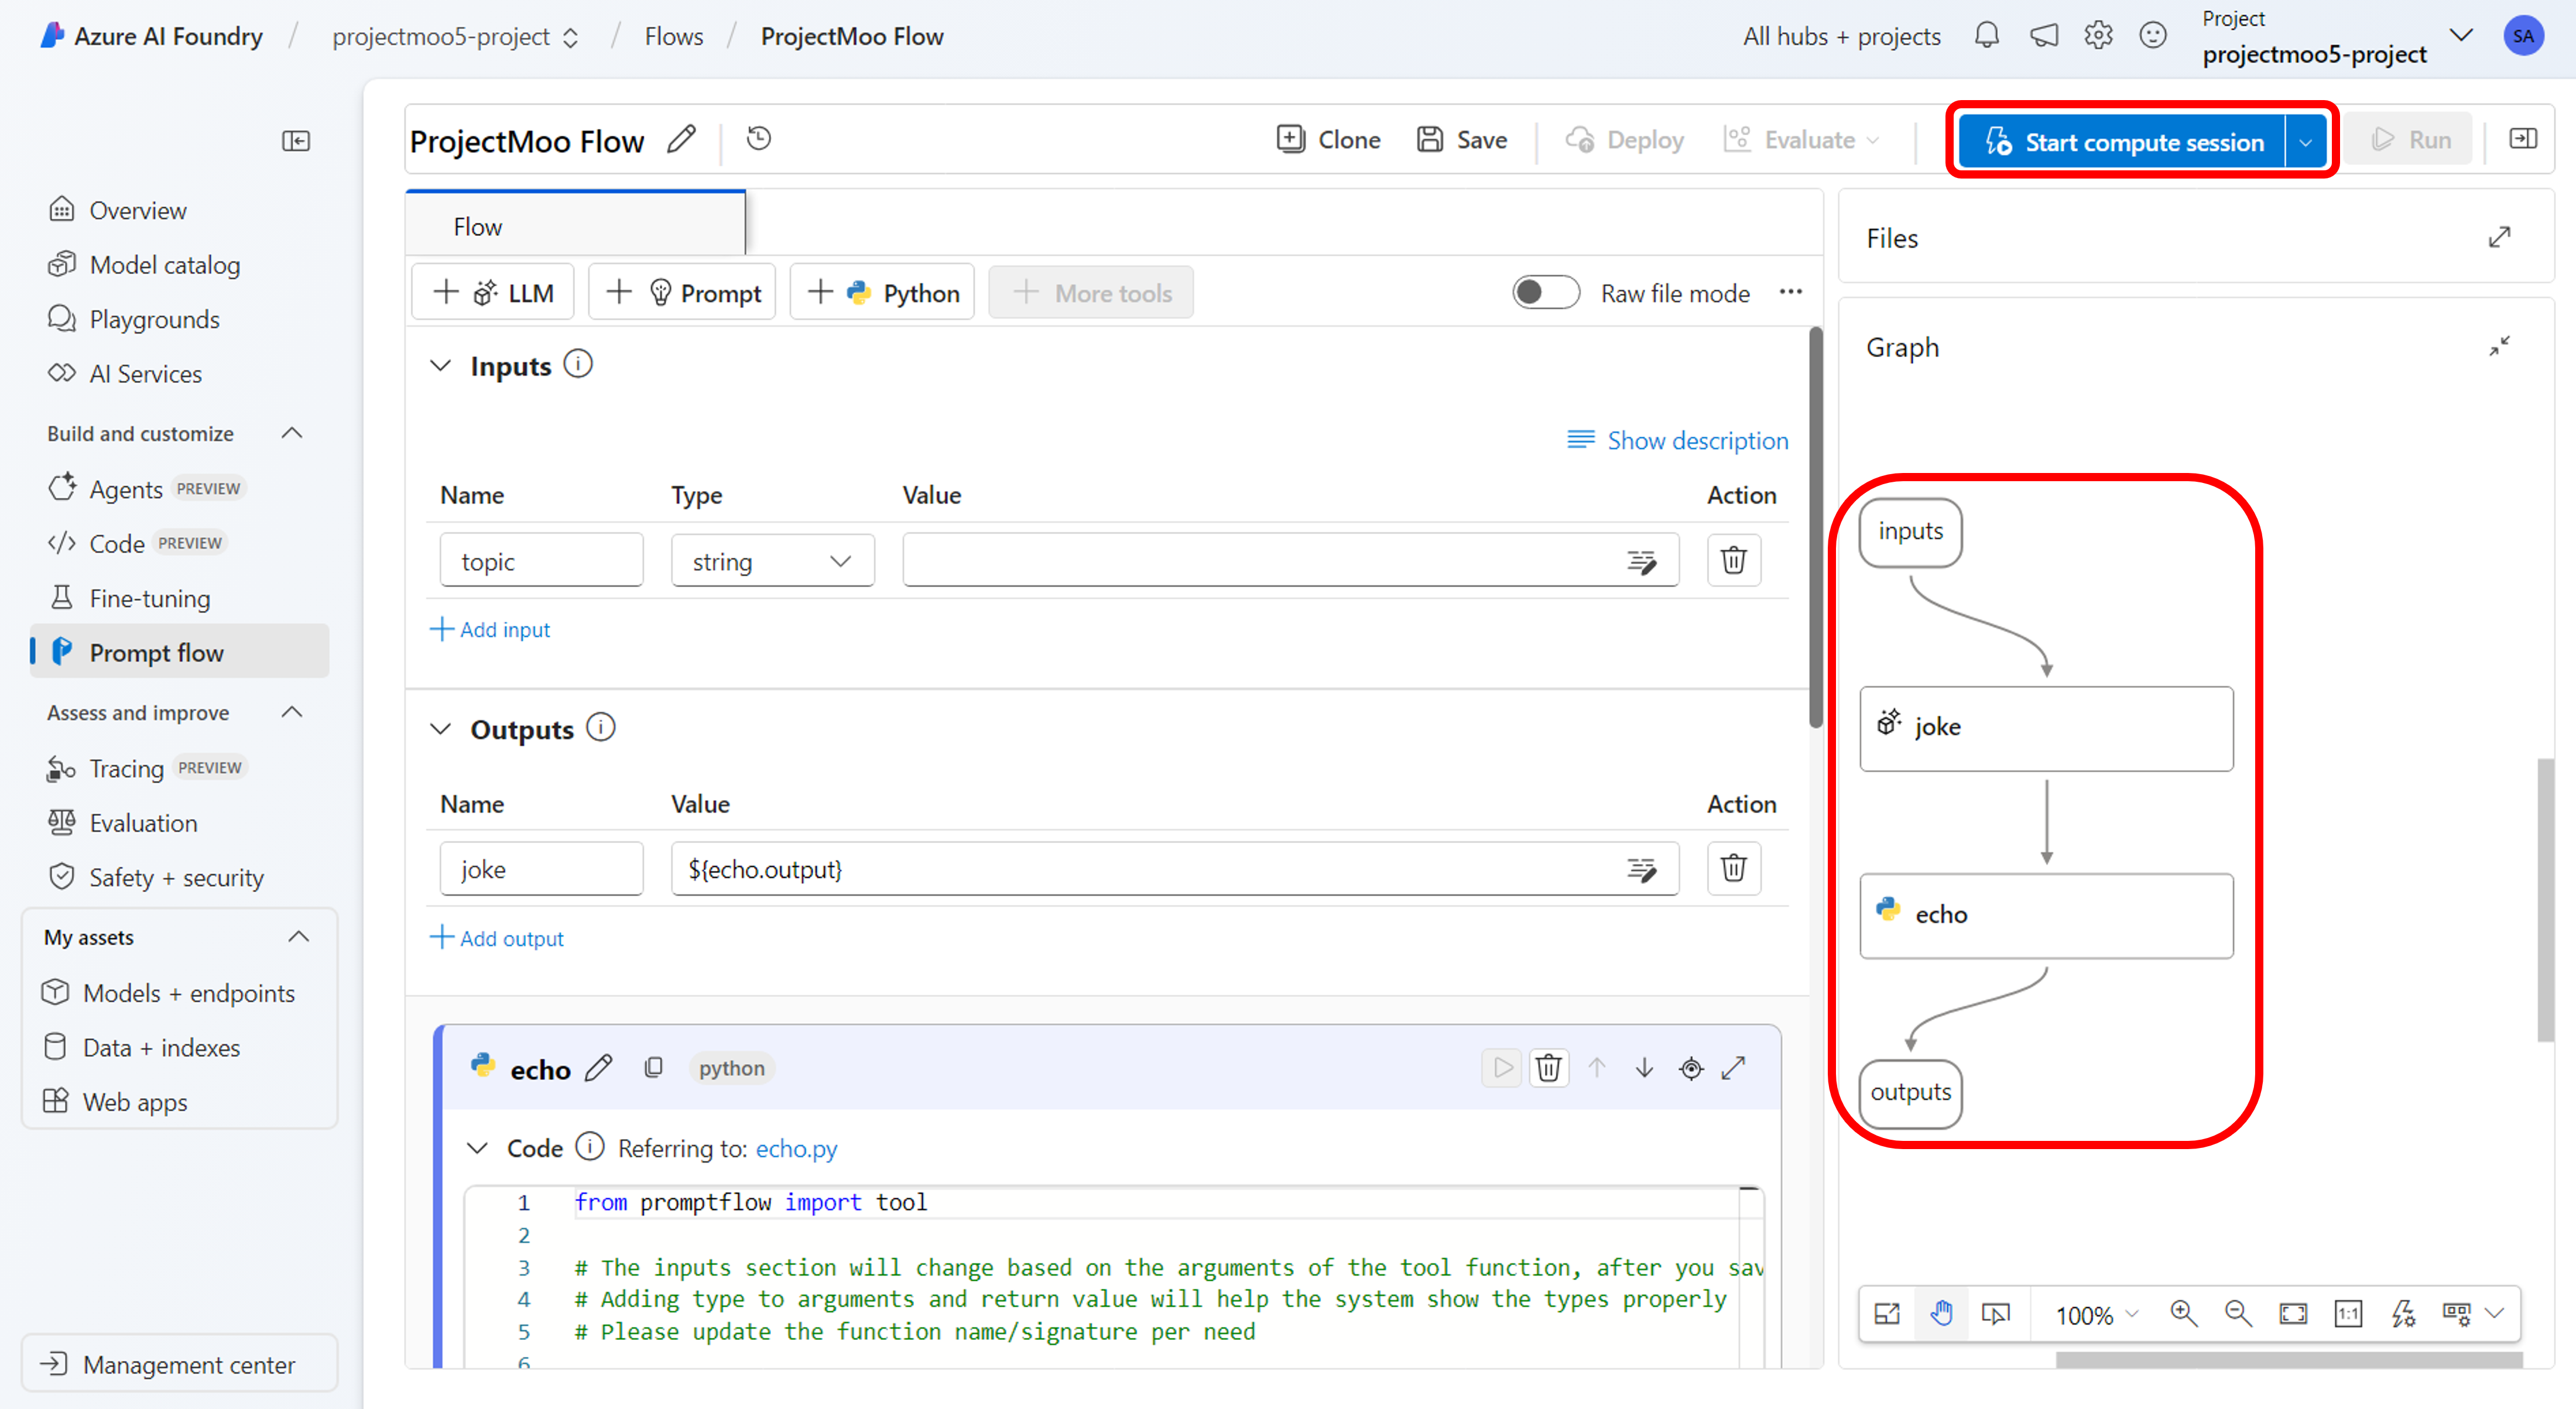 Azure AI Foundry / projectmoo5-project / Flows / ProjectMoo Flow
All hubs + projects
Project
projectmoo5-project
SA
Overview
Model catalog
Playgrounds
AI Services
Build and customize
Agents PREVIEW
Code PREVIEW
Fine-tuning
Prompt flow
Assess and improve
Tracing PREVIEW
Evaluation
Safety + security
My assets
Models + endpoints
Data + indexes
Web apps
Management center
ProjectMoo Flow
Clone
Save
Deploy
Evaluate
Start compute session
Run
Flow
LLM
Prompt
Python
More tools
Raw file mode
Inputs
Show description
Name Type Value Action
topic string
Add input
Outputs
Name Value Action
joke ${echo.output}
Add output
echo python
Code Referring to: echo.py
1 from promptflow import tool
2
3 # The inputs section will change based on the arguments of the tool function, after you sav
4 # Adding type to arguments and return value will help the system show the types properly
5 # Please update the function name/signature per need
6
Files
Graph
inputs
joke
echo
outputs
100%
1:1